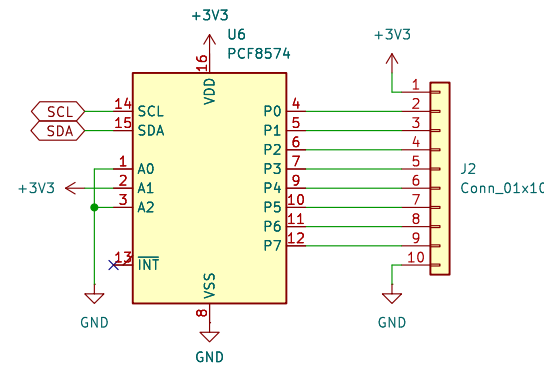 +3V3
U6
PCF8574
+3V3
16
VDD
1
SCL 14 SCL P0 4 2
SDA 15 SDA P1 5 3
P2 6 4
1 A0 P3 7 5
J2
+3V3 2 A1 P4 9 6
Conn_01x10
3 A2 P5 10 7
P6 11 8
P7 12 9
13 INT 10
VSS
8
GND
GND
GND